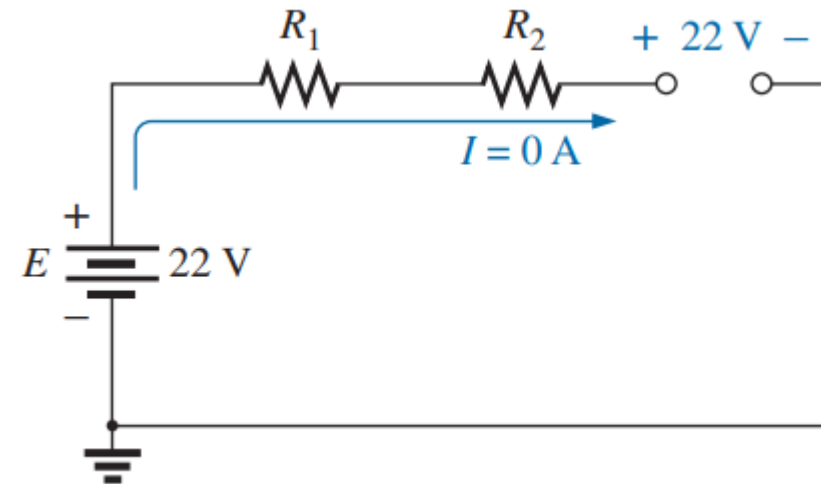 R₁ R₂ + 22 V −
I = 0 A
+
E 22 V
−